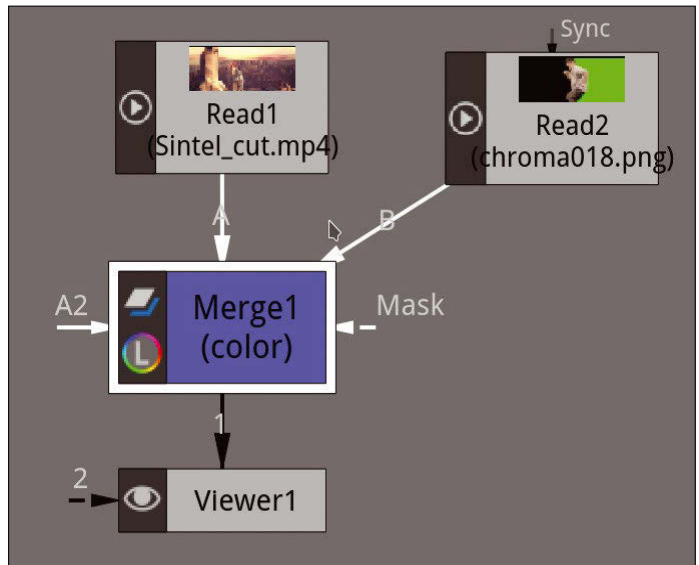 Sync
Read1
(Sintel_cut.mp4)
Read2
(chroma018.png)
A
B
A2
Merge1
(color)
L
Mask
1
2
Viewer1